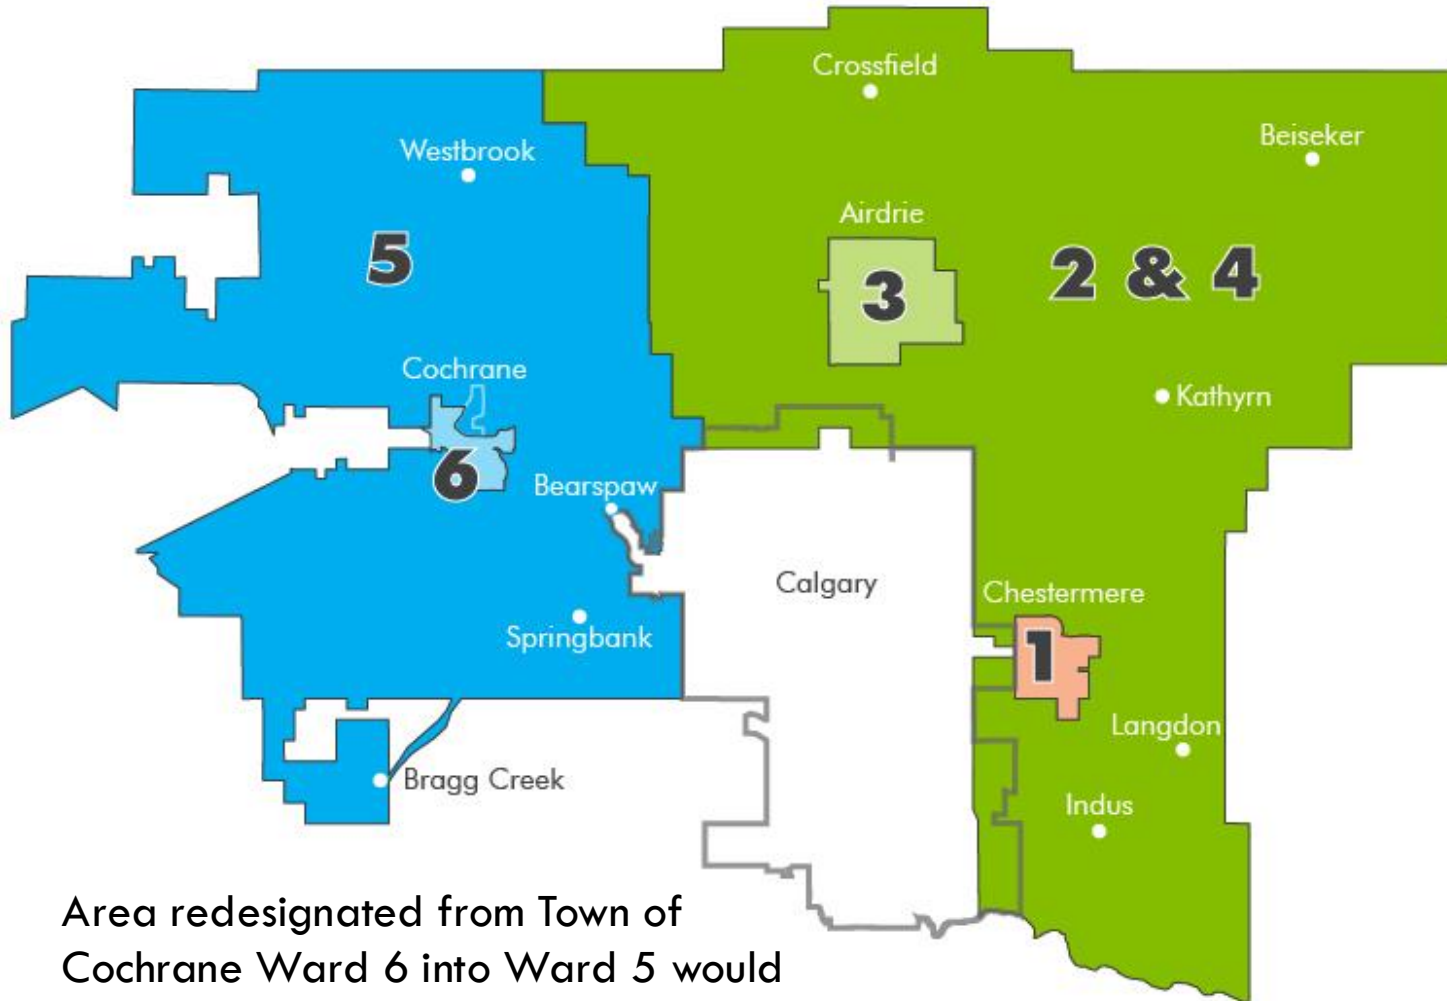 Crossfield
Beiseker
Westbrook
Airdrie
5
3
2 & 4
Cochrane
Kathyrn
6
Bearspaw
Calgary
Chestermere
Springbank
1
Langdon
Bragg Creek
Indus
Area redesignated from Town of
Cochrane Ward 6 into Ward 5 would